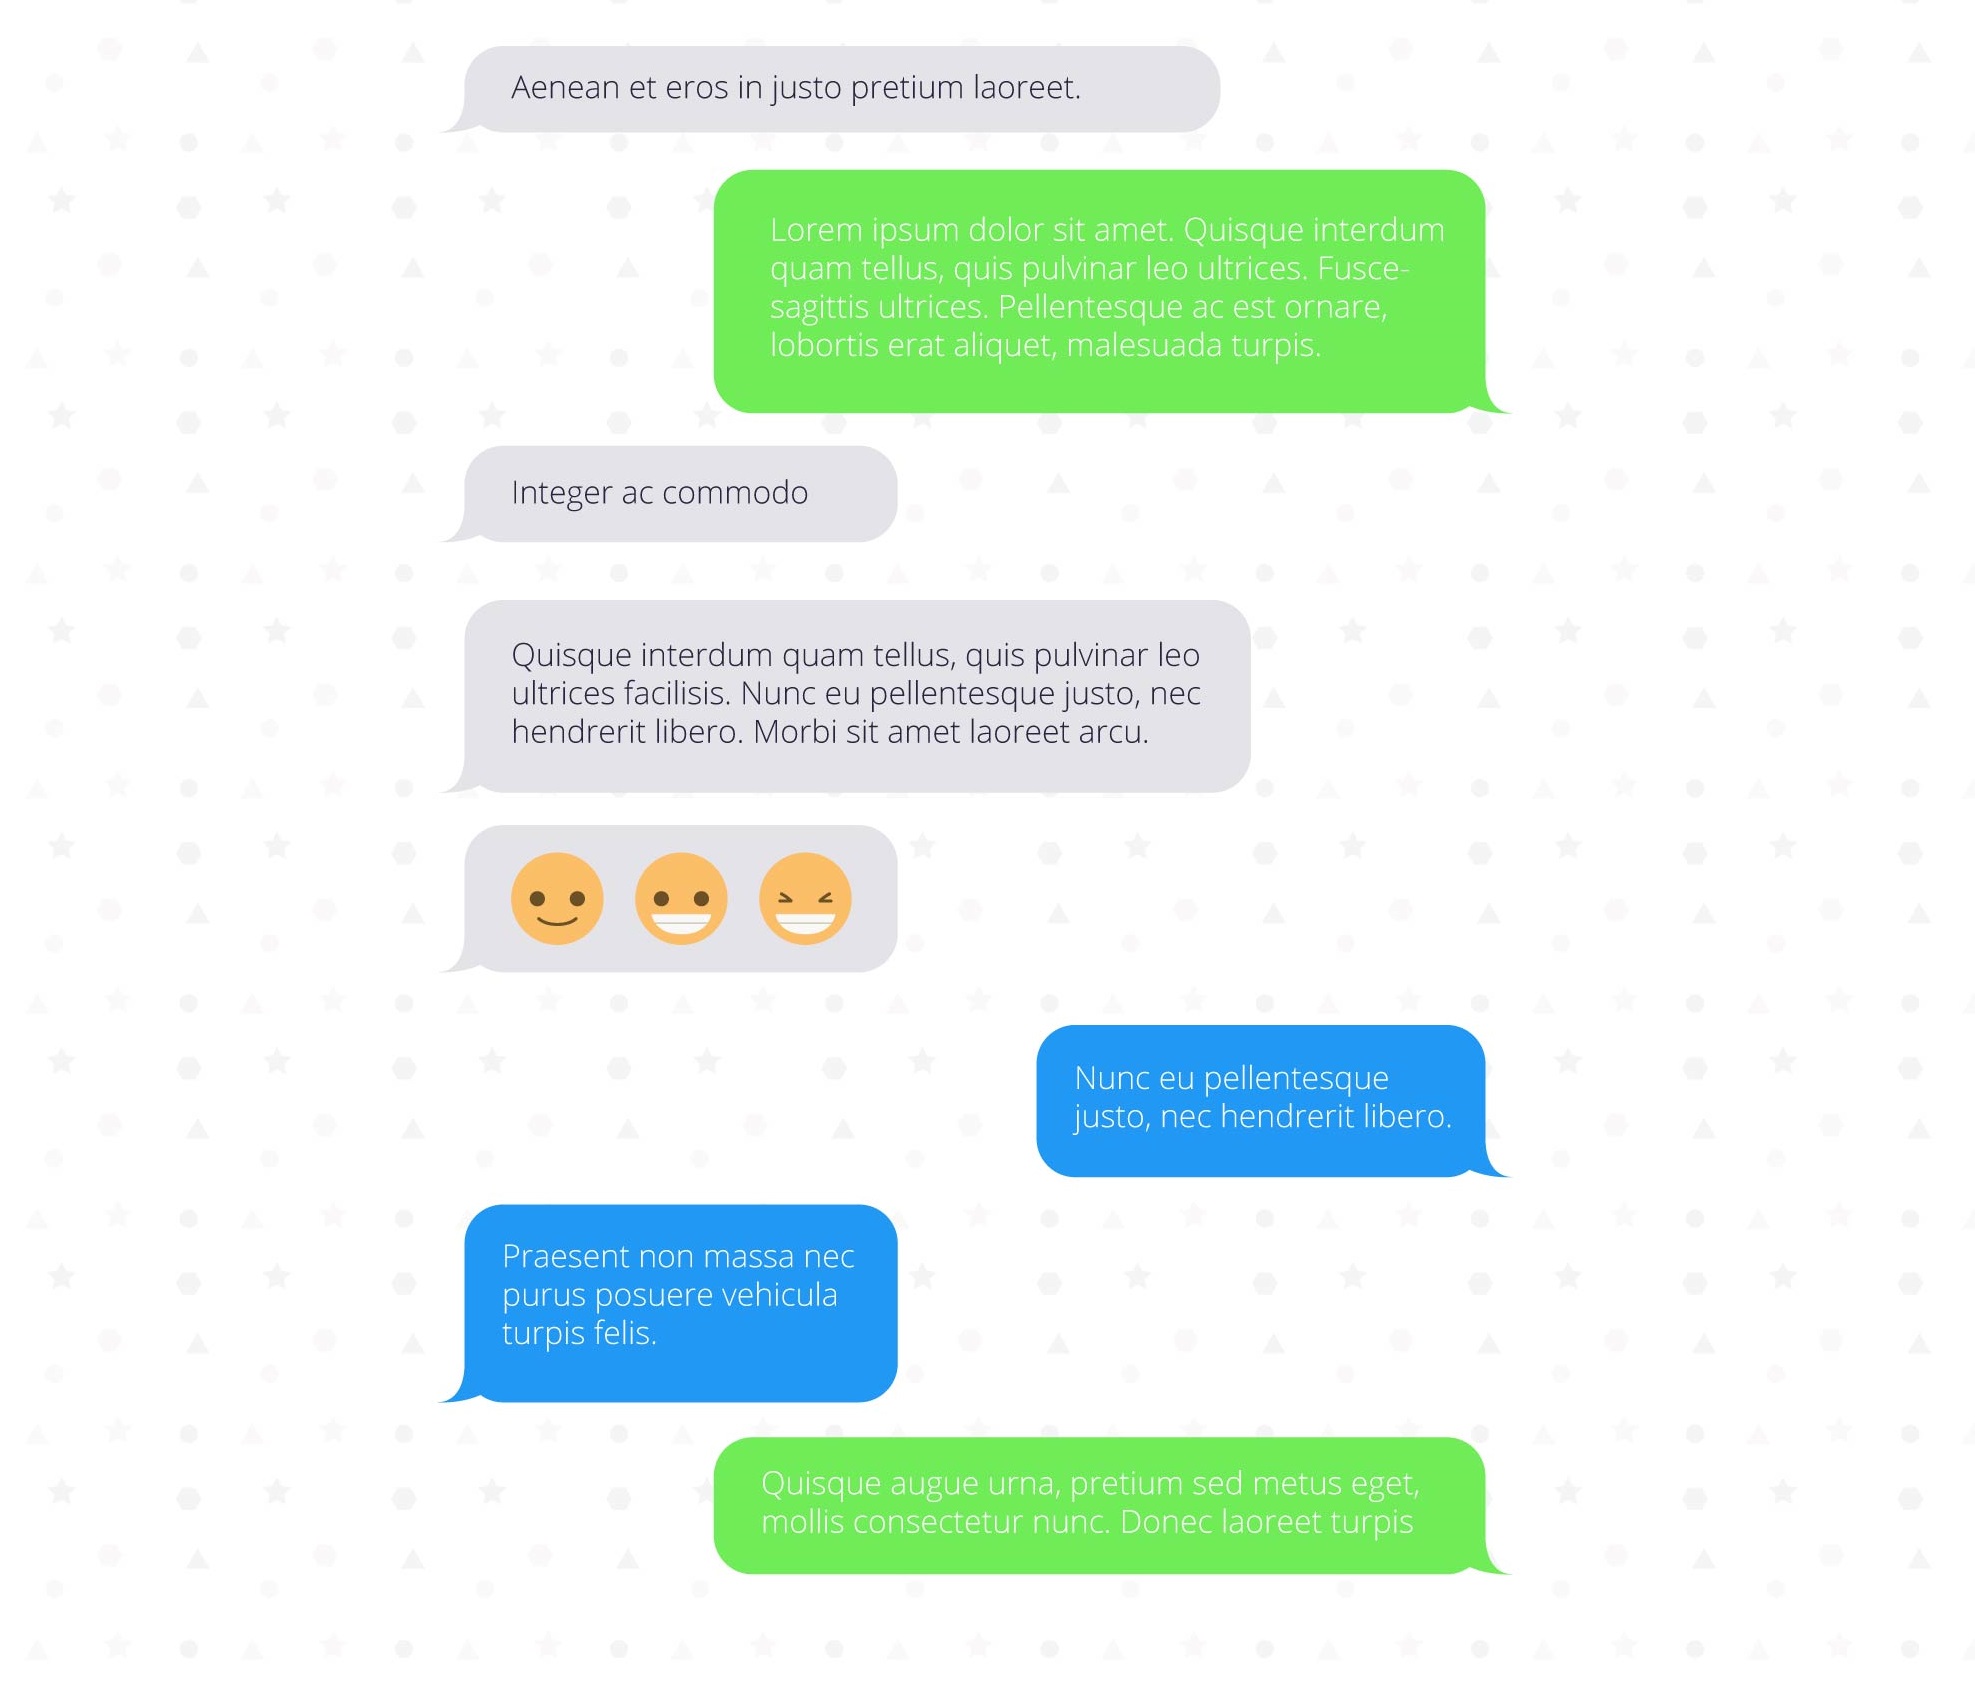 Aenean et eros in justo pretium laoreet.
Lorem ipsum dolor sit amet. Quisque interdum
quam tellus, quis pulvinar leo ultrices. Fusce-
sagittis ultrices. Pellentesque ac est ornare,
lobortis erat aliquet, malesuada turpis.
Integer ac commodo
Quisque interdum quam tellus, quis pulvinar leo
ultrices facilisis. Nunc eu pellentesque justo, nec
hendrerit libero. Morbi sit amet laoreet arcu.
Nunc eu pellentesque
justo, nec hendrerit libero.
Praesent non massa nec
purus posuere vehicula
turpis felis.
Quisque augue urna, pretium sed metus eget,
mollis consectetur nunc. Donec laoreet turpis